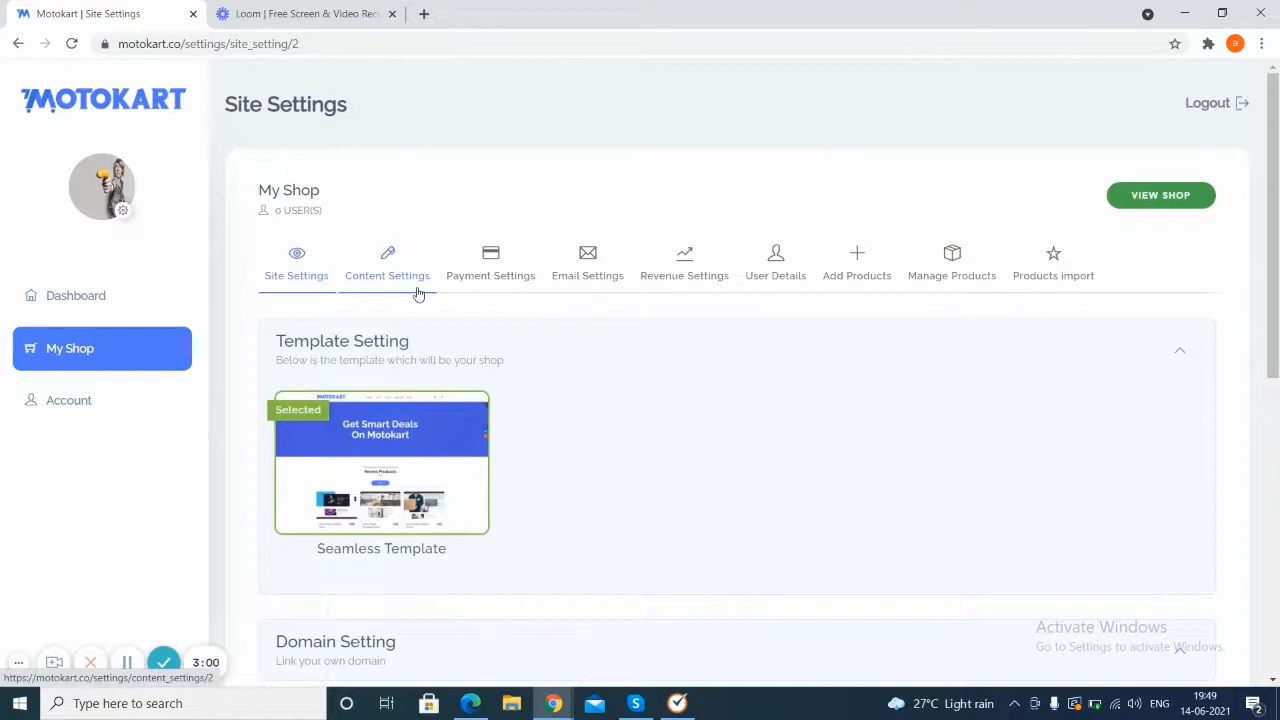 Motokart | Site Settings
Loom | Free Screen & Video Rec
motokart.co/settings/site_setting/2
a
MOTOKART
Site Settings
Logout
My Shop
0 USER(S)
VIEW SHOP
Site Settings
Content Settings
Payment Settings
Email Settings
Revenue Settings
User Details
Add Products
Manage Products
Products import
Dashboard
My Shop
Account
Template Setting
Below is the template which will be your shop
Selected
MOTOKART
Get Smart Deals
On Motokart
Recent Products
Seamless Template
Domain Setting
Link your own domain
Activate Windows
Go to Settings to activate Windows.
3:00
https://motokart.co/settings/content_settings/2
Type here to search
27°C Light rain
ENG
19:49
14-06-2021
2